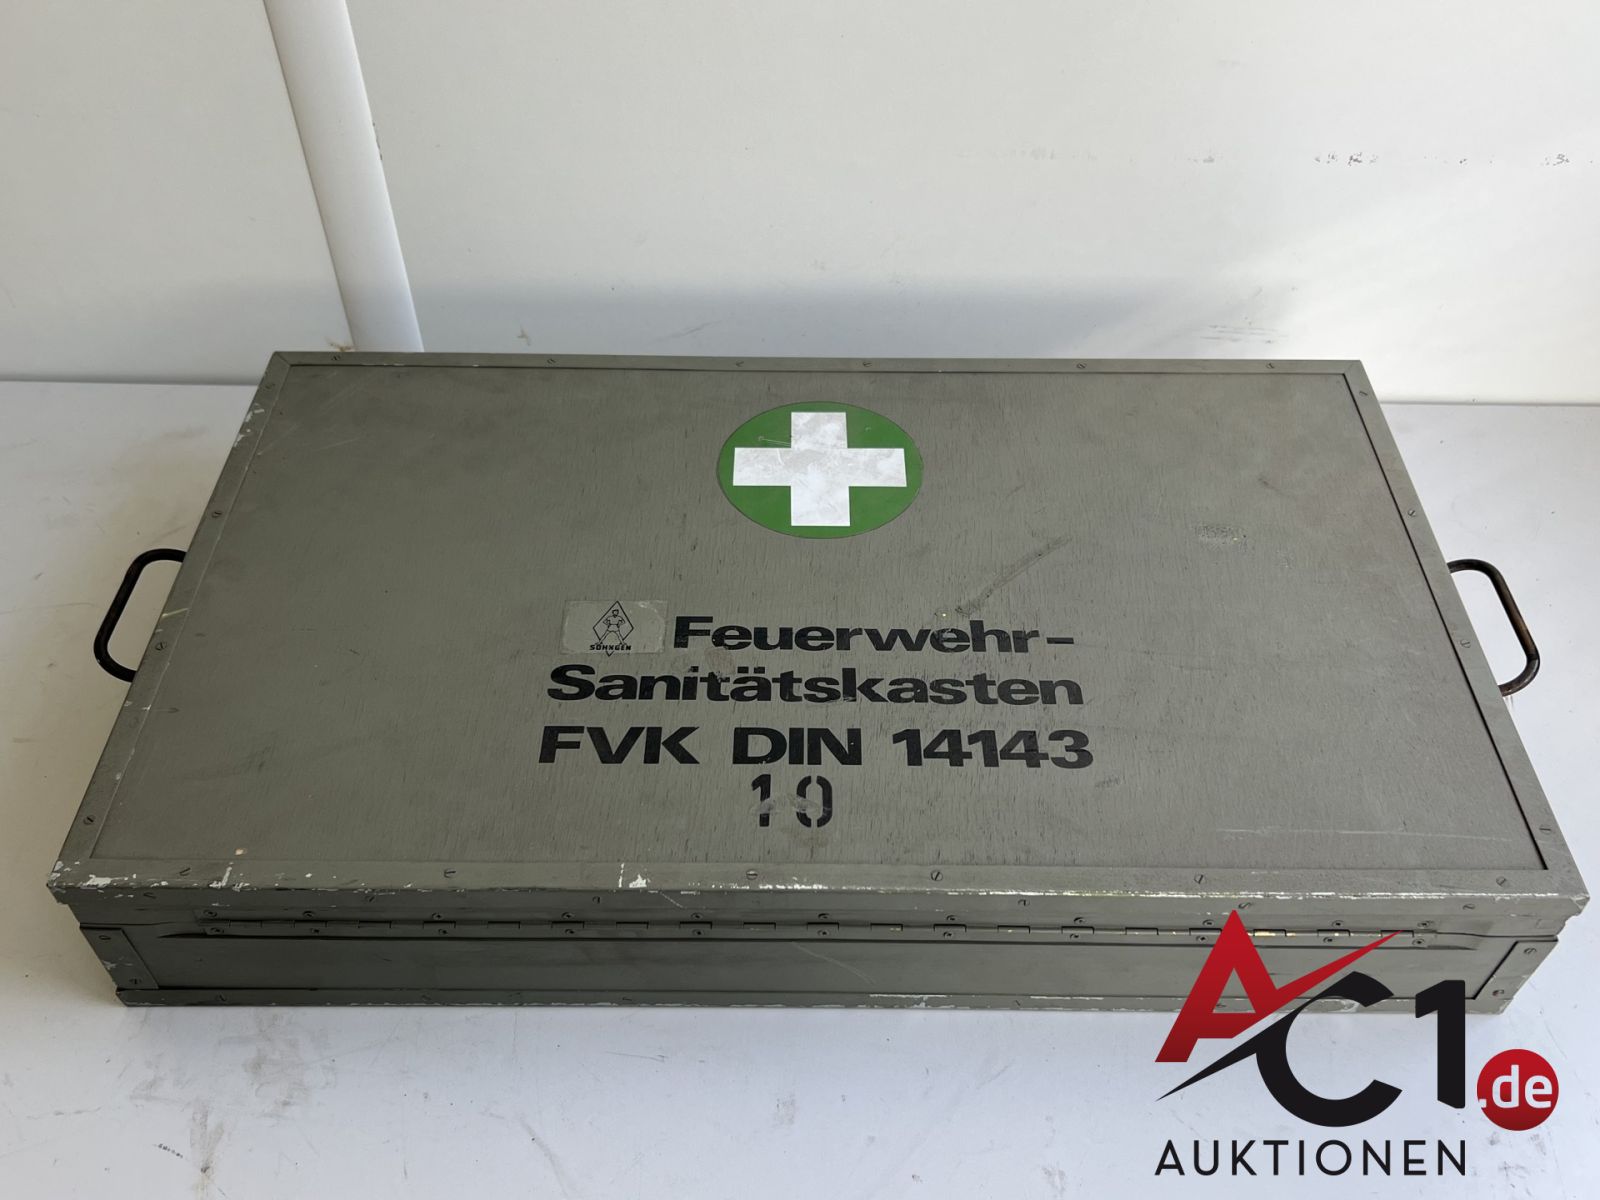 SÖHNGEN
Feuerwehr-
Sanitätskasten
FVK DIN 14143
10
AC1.de
AUKTIONEN